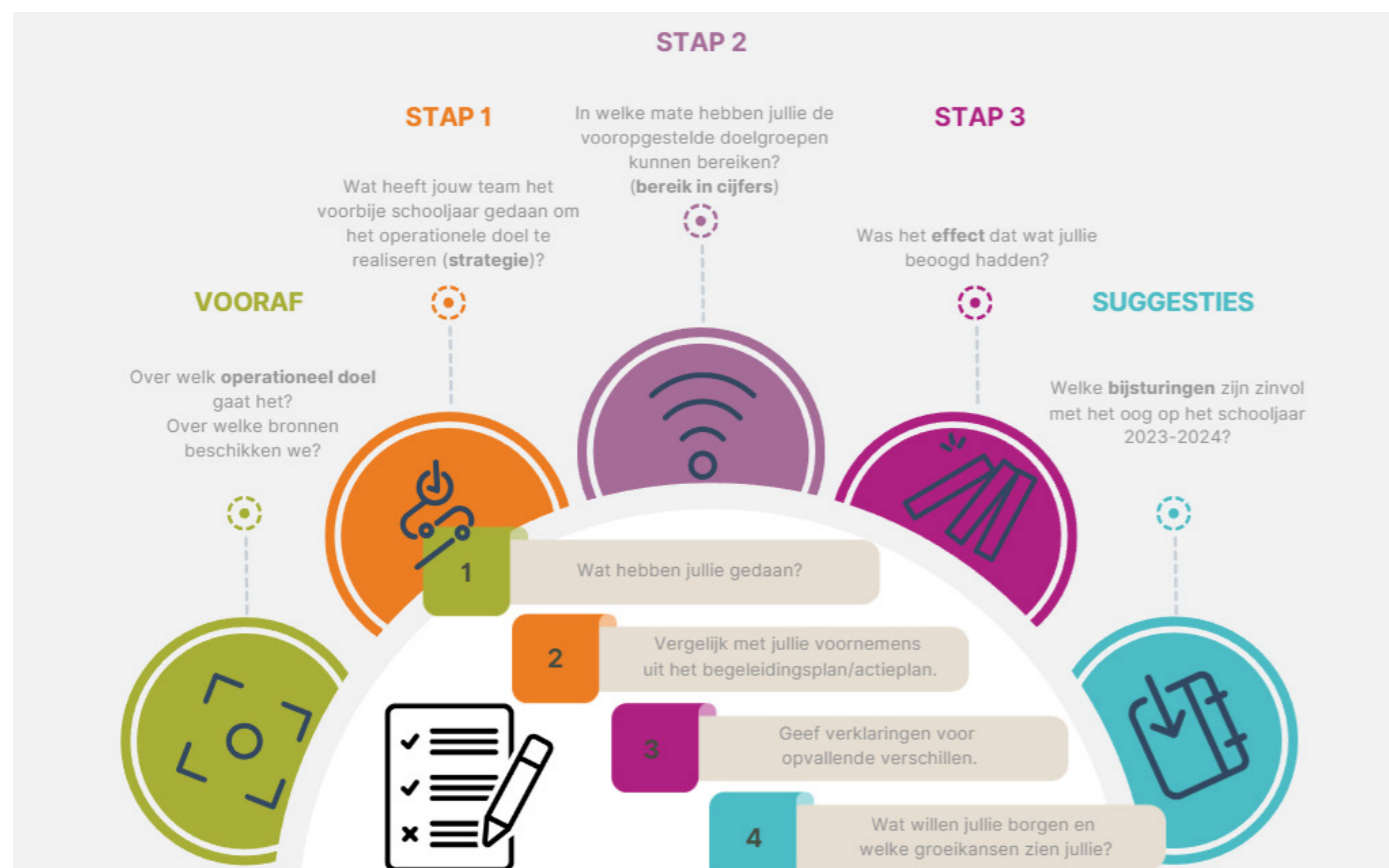 VOORAF
Over welk operationeel doel
gaat het?
Over welke bronnen
beschikken we?
STAP 1
Wat heeft jouw team het
voorbije schooljaar gedaan om
het operationele doel te
realiseren (strategie)?
STAP 2
In welke mate hebben jullie de
vooropgestelde doelgroepen
kunnen bereiken?
(bereik in cijfers)
STAP 3
Was het effect dat wat jullie
beoogd hadden?
SUGGESTIES
Welke bijsturingen zijn zinvol
met het oog op het schooljaar
2023-2024?
1
Wat hebben jullie gedaan?
2
Vergelijk met jullie voornemens
uit het begeleidingsplan/actieplan.
3
Geef verklaringen voor
opvallende verschillen.
4
Wat willen jullie borgen en
welke groeikansen zien jullie?